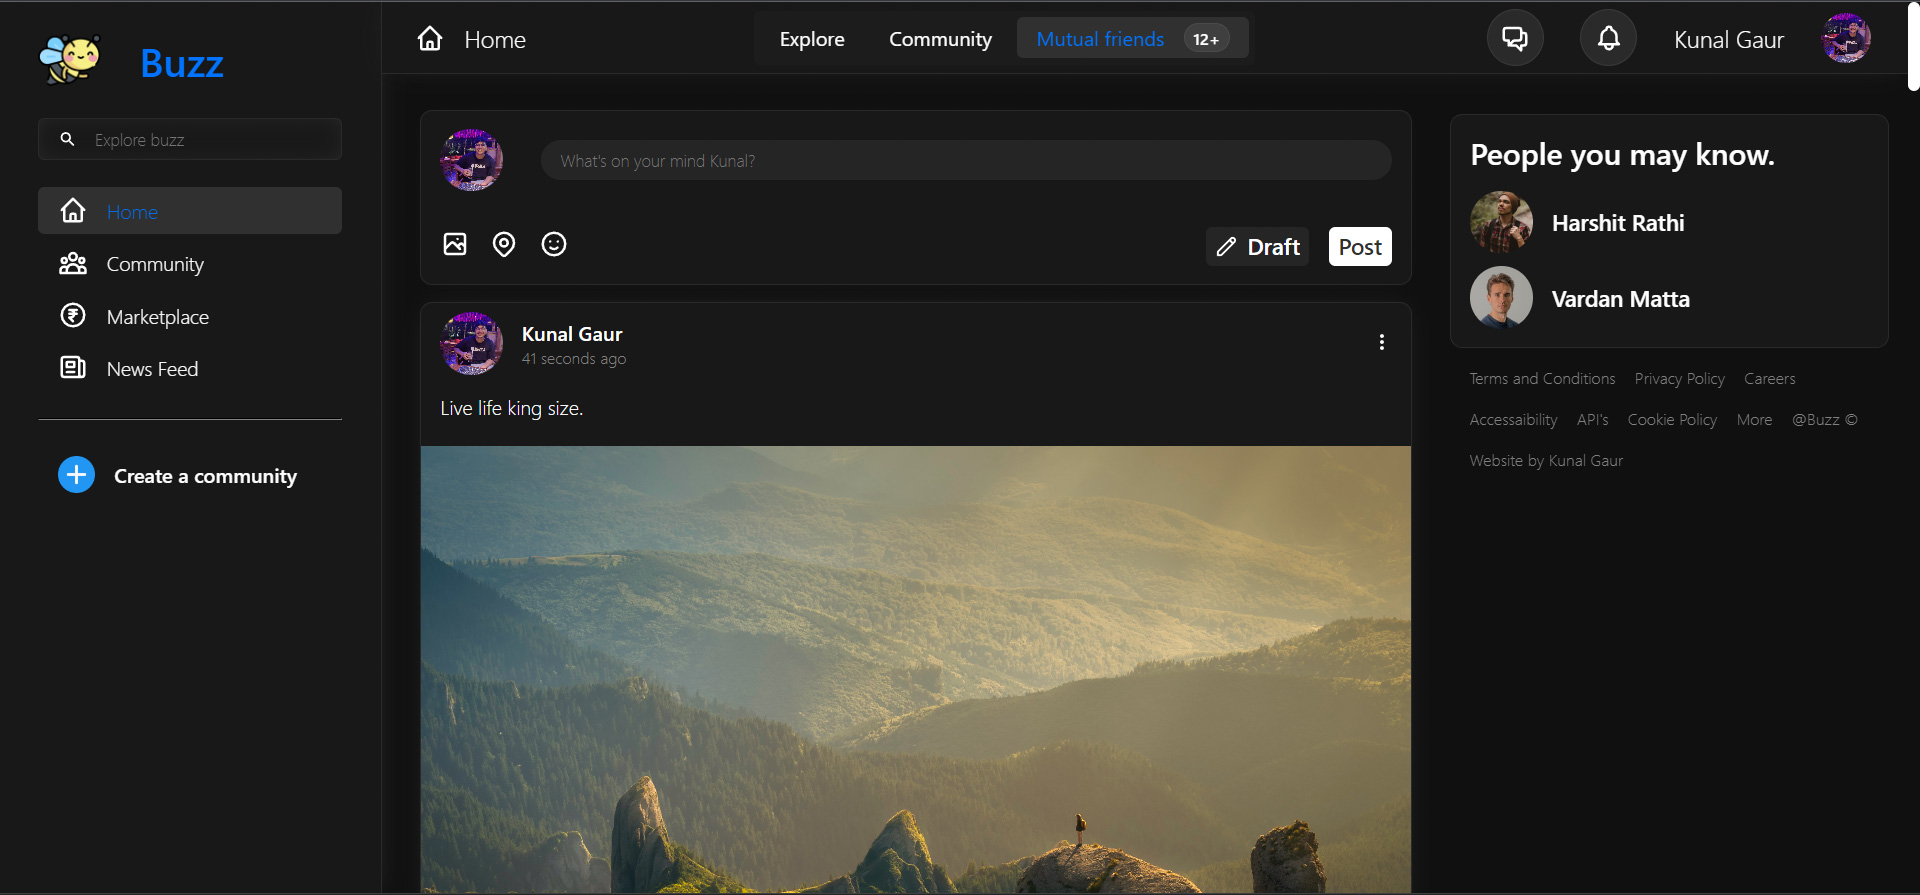 Buzz
Explore buzz
Home
Community
Marketplace
News Feed
Create a community
Home
Explore
Community
Mutual friends 12+
Kunal Gaur
What's on your mind Kunal?
Draft
Post
Kunal Gaur
41 seconds ago
Live life king size.
People you may know.
Harshit Rathi
Vardan Matta
Terms and Conditions Privacy Policy Careers
Accessaibility API's Cookie Policy More @Buzz ©
Website by Kunal Gaur